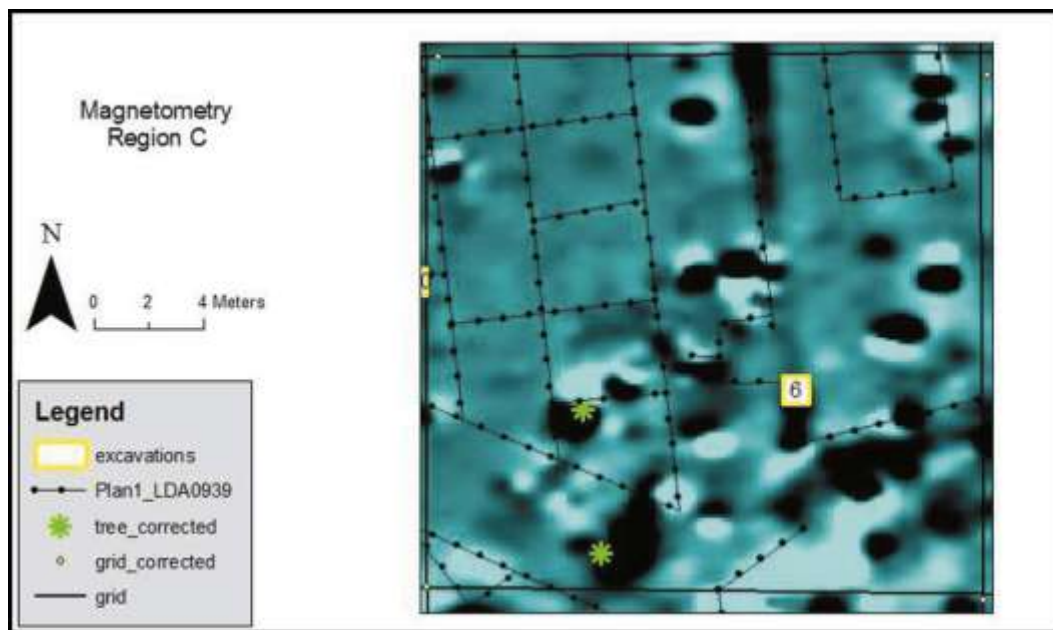 Magnetometry
Region C
N
0 2 4 Meters
6
Legend
excavations
Plan1_LDA0939
tree_corrected
grid_corrected
grid